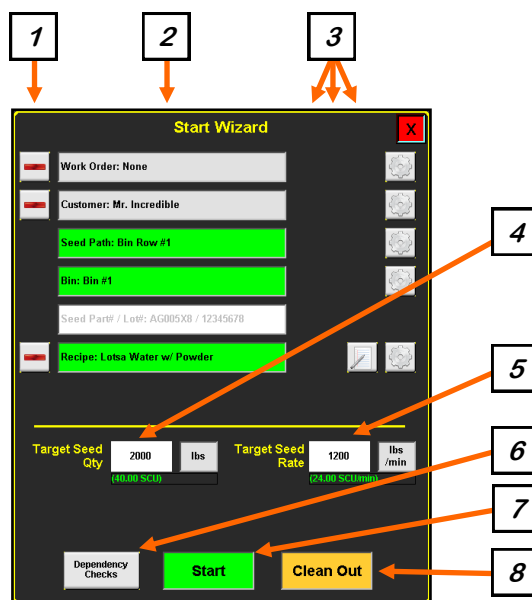 1 2 3
Start Wizard X
Work Order: None
Customer: Mr. Incredible
Seed Path: Bin Row #1
4
Bin: Bin #1
Seed Part# / Lot#: AG005X8 / 12345678
Recipe: Lotsa Water w/ Powder
5
Target Seed Qty 2000 lbs
(40.00 SCU)
Target Seed Rate 1200 lbs /min
(24.00 SCU/min)
6
7
Dependency Checks
Start
Clean Out
8